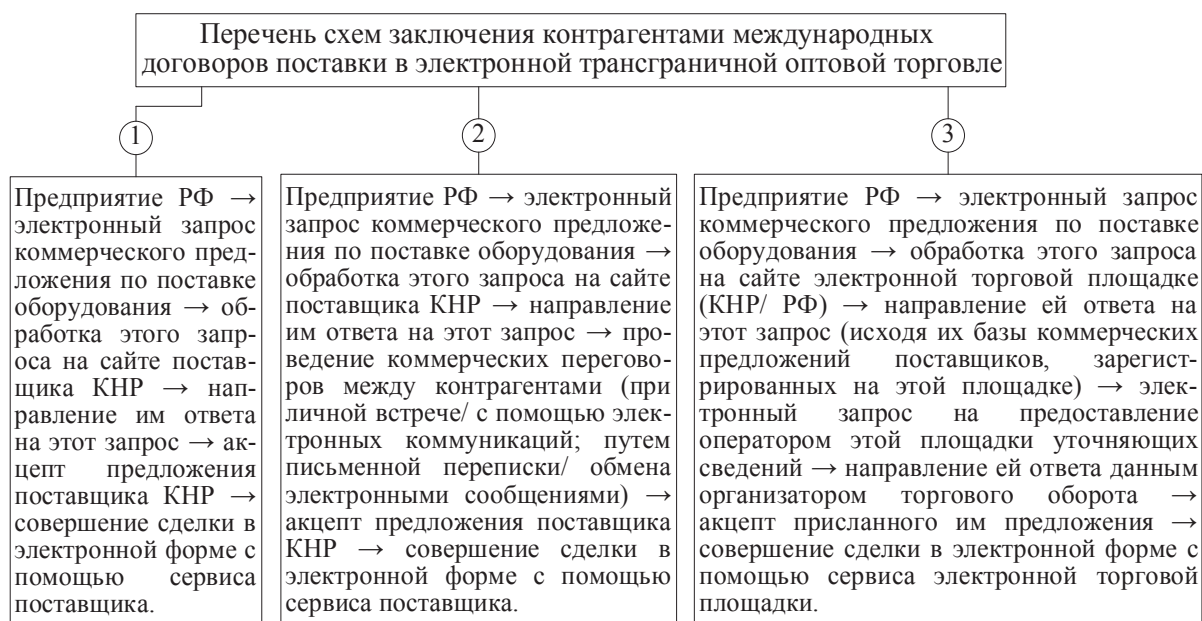 Перечень схем заключения контрагентами международных
договоров поставки в электронной трансграничной оптовой торговле
1
2
3
Предприятие РФ →
электронный запрос
коммерческого пред-
ложения по поставке
оборудования → об-
работка этого запр-
оса на сайте постав-
щика КНР → нап-
равление им ответа
на этот запрос → ак-
цепт предложения
поставщика КНР →
совершение сделки в
электронной форме с
помощью сервиса
поставщика.
Предприятие РФ → электронный
запрос коммерческого предложе-
ния по поставке оборудования →
обработка этого запроса на сайте
поставщика КНР → направление
им ответа на этот запрос → про-
ведение коммерческих перегово-
ров между контрагентами (при
личной встрече/ с помощью элек-
тронных коммуникаций; путем
письменной переписки/ обмена
электронными сообщениями) →
акцепт предложения поставщика
КНР → совершение сделки в
электронной форме с помощью
сервиса поставщика.
Предприятие РФ → электронный запрос
коммерческого предложения по поставке
оборудования → обработка этого запроса
на сайте электронной торговой площадке
(КНР/ РФ) → направление ей ответа на
этот запрос (исходя их базы коммерческих
предложений поставщиков, зарегист-
рированных на этой площадке) → элек-
тронный запрос на предоставление
оператором этой площадки уточняющих
сведений → направление ей ответа данным
организатором торгового оборота →
акцепт присланного им предложения →
совершение сделки в электронной форме с
помощью сервиса электронной торговой
площадки.